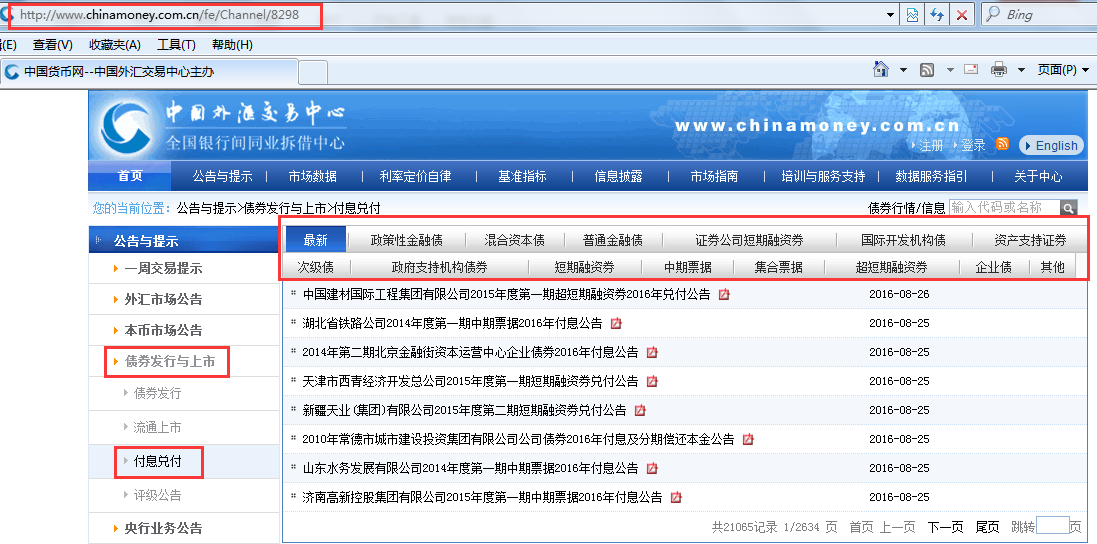 http://www.chinamoney.com.cn/fe/Channel/8298
Bing
(E) 查看(V) 收藏夹(A) 工具(T) 帮助(H)
中国货币网--中国外汇交易中心主办
页面(P)
中国外汇交易中心
全国银行间同业拆借中心
www.chinamoney.com.cn
注册 登录 English
首页 公告与提示 市场数据 利率定价自律 基准指标 信息披露 市场指南 培训与服务支持 数据服务指引 关于中心
您的当前位置：公告与提示>债券发行与上市>付息兑付 债券行情/信息 输入代码或名称
公告与提示
一周交易提示
外汇市场公告
本币市场公告
债券发行与上市
债券发行
流通上市
付息兑付
评级公告
央行业务公告
最新 政策性金融债 混合资本债 普通金融债 证券公司短期融资券 国际开发机构债 资产支持证券
次级债 政府支持机构债券 短期融资券 中期票据 集合票据 超短期融资券 企业债 其他
中国建材国际工程集团有限公司2015年度第一期超短期融资券2016年兑付公告 2016-08-26
湖北省铁路公司2014年度第一期中期票据2016年付息公告 2016-08-25
2014年第二期北京金融街资本运营中心企业债券2016年付息公告 2016-08-25
天津市西青经济开发总公司2015年度第一期短期融资券兑付公告 2016-08-25
新疆天业(集团)有限公司2015年度第二期短期融资券兑付公告 2016-08-25
2010年常德市城市建设投资集团有限公司公司债券2016年付息及分期偿还本金公告 2016-08-25
山东水务发展有限公司2014年度第一期中期票据2016年付息公告 2016-08-25
济南高新控股集团有限公司2015年度第一期中期票据2016年付息公告 2016-08-25
共21065记录 1/2634 页 首页 上一页 下一页 尾页 跳转 页